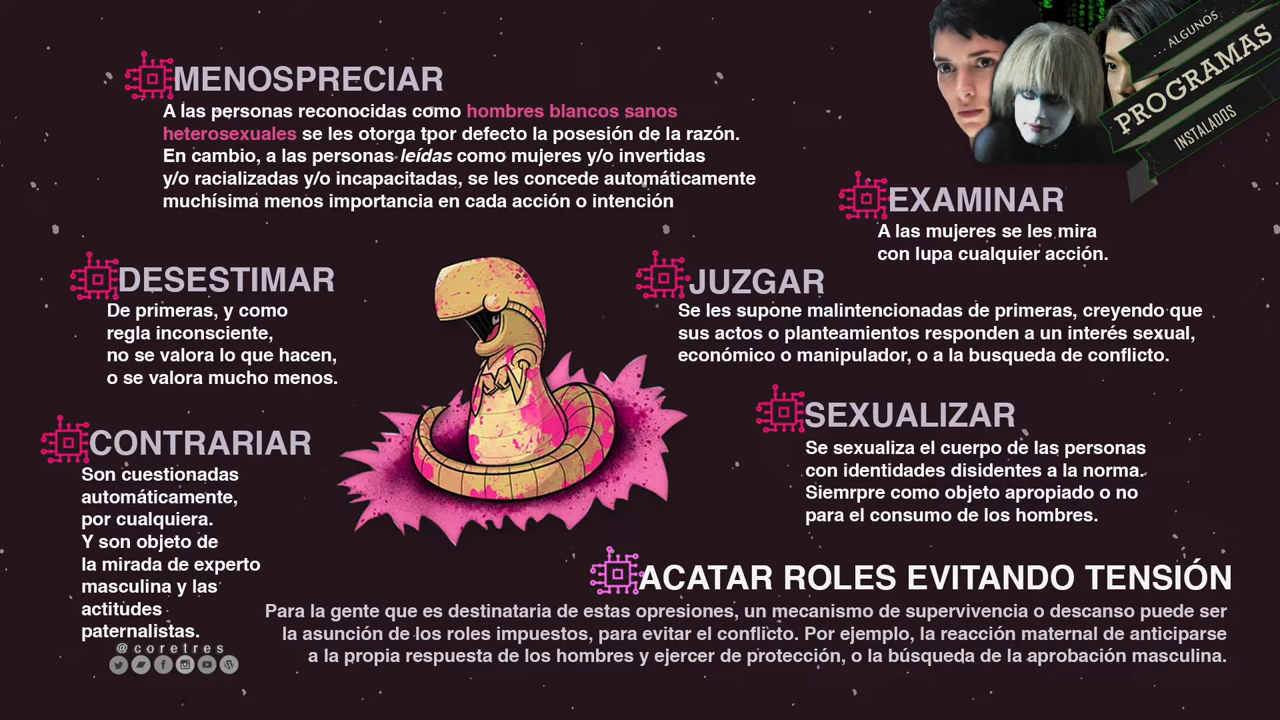 ... ALGUNOS
PROGRAMAS
INSTALADOS
MENOSPRECIAR
A las personas reconocidas como hombres blancos sanos
heterosexuales se les otorga tpor defecto la posesión de la razón.
En cambio, a las personas leídas como mujeres y/o invertidas
y/o racializadas y/o incapacitadas, se les concede automáticamente
muchísima menos importancia en cada acción o intención
EXAMINAR
A las mujeres se les mira
con lupa cualquier acción.
DESESTIMAR
De primeras, y como
regla inconsciente,
no se valora lo que hacen,
o se valora mucho menos.
JUZGAR
Se les supone malintencionadas de primeras, creyendo que
sus actos o planteamientos responden a un interés sexual,
económico o manipulador, o a la busqueda de conflicto.
CONTRARIAR
Son cuestionadas
automáticamente,
por cualquiera.
Y son objeto de
la mirada de experto
masculina y las
actitudes
paternalistas.
SEXUALIZAR
Se sexualiza el cuerpo de las personas
con identidades disidentes a la norma.
Siemrpre como objeto apropiado o no
para el consumo de los hombres.
ACATAR ROLES EVITANDO TENSIÓN
Para la gente que es destinataria de estas opresiones, un mecanismo de supervivencia o descanso puede ser
la asunción de los roles impuestos, para evitar el conflicto. Por ejemplo, la reacción maternal de anticiparse
a la propia respuesta de los hombres y ejercer de protección, o la búsqueda de la aprobación masculina.
@coretres